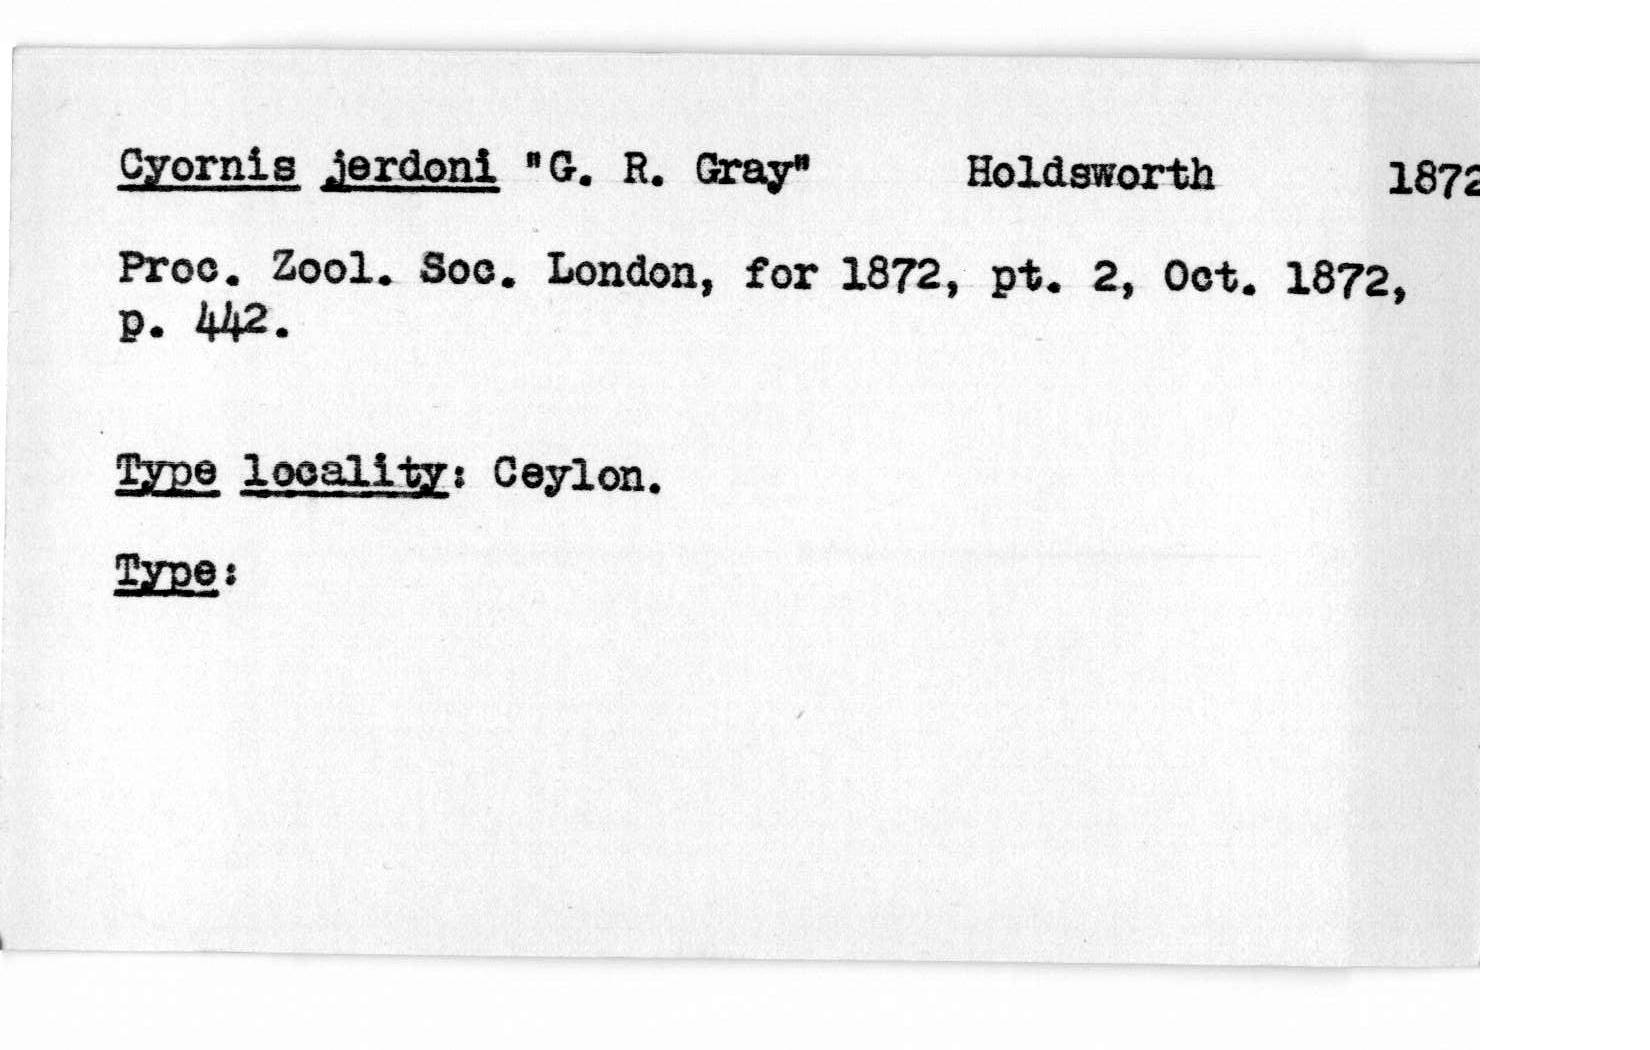 Cyornis jerdoni "G. R. Gray" Holdsworth 1872
Proc. Zool. Soc. London, for 1872, pt. 2, Oct. 1872,
p. 442.
Type locality: Ceylon.
Type: